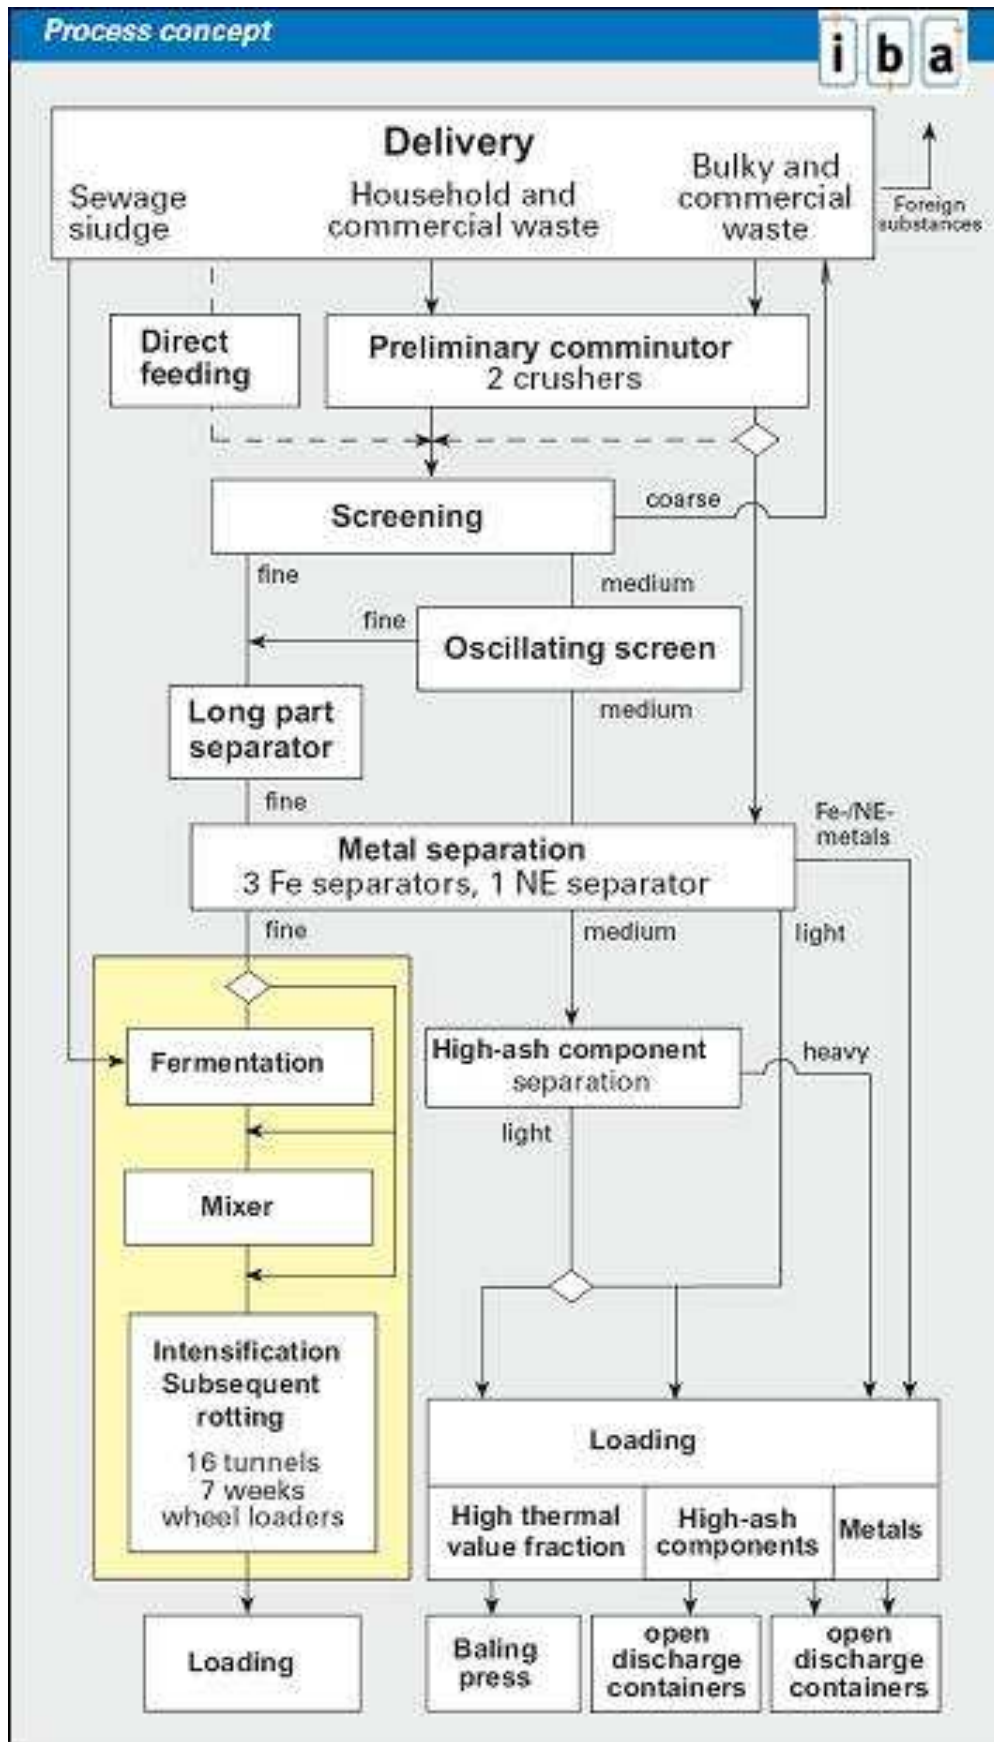 Process concept
i b a
Delivery
Sewage
siudge
Household and
commercial waste
Bulky and
commercial
waste
Foreign
substances
Direct
feeding
Preliminary comminutor
2 crushers
Screening
coarse
fine
medium
fine
Oscillating screen
Long part
separator
medium
fine
Fe-/NE-
metals
Metal separation
3 Fe separators, 1 NE separator
fine
medium
light
Fermentation
High-ash component
separation
heavy
light
Mixer
Intensification
Subsequent
rotting
16 tunnels
7 weeks
wheel loaders
Loading
High thermal
value fraction
High-ash
components
Metals
Loading
Baling
press
open
discharge
containers
open
discharge
containers